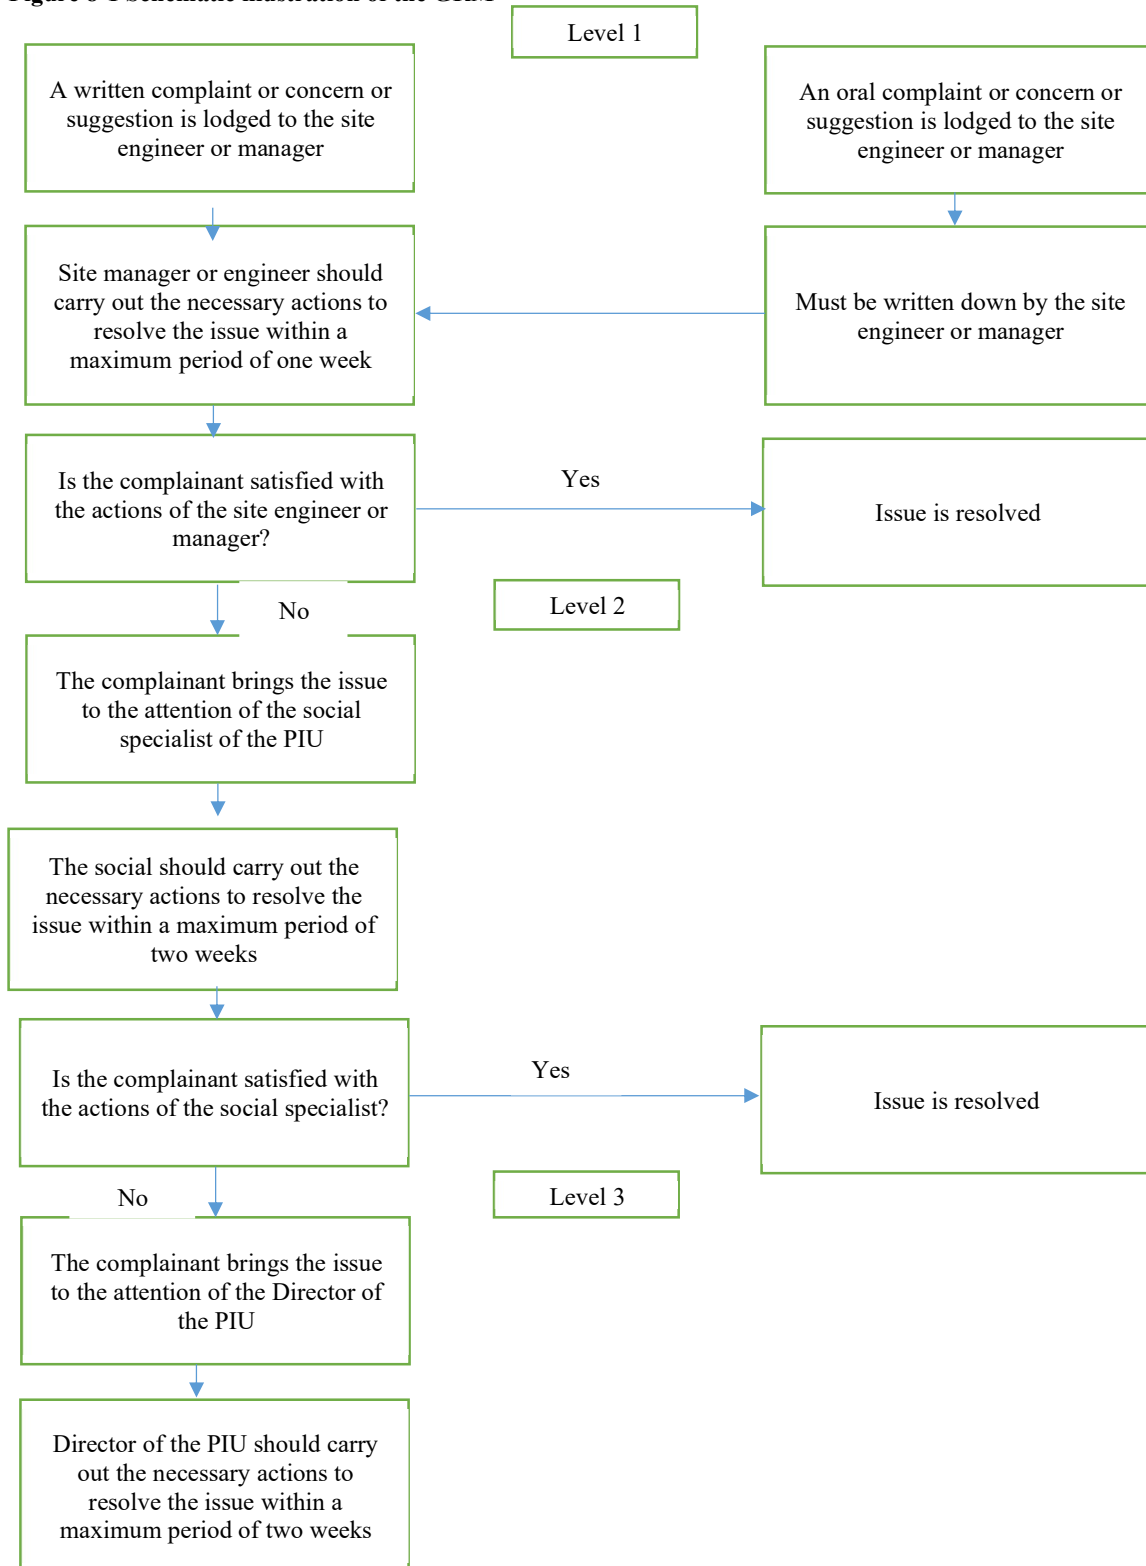 Level 1
A written complaint or concern or
suggestion is lodged to the site
engineer or manager
An oral complaint or concern or
suggestion is lodged to the site
engineer or manager
Site manager or engineer should
carry out the necessary actions to
resolve the issue within a
maximum period of one week
Must be written down by the site
engineer or manager
Is the complainant satisfied with
the actions of the site engineer or
manager?
Yes
Issue is resolved
No
Level 2
The complainant brings the issue
to the attention of the social
specialist of the PIU
The social should carry out the
necessary actions to resolve the
issue within a maximum period of
two weeks
Is the complainant satisfied with
the actions of the social specialist?
Yes
Issue is resolved
No
Level 3
The complainant brings the issue
to the attention of the Director of
the PIU
Director of the PIU should carry
out the necessary actions to
resolve the issue within a
maximum period of two weeks